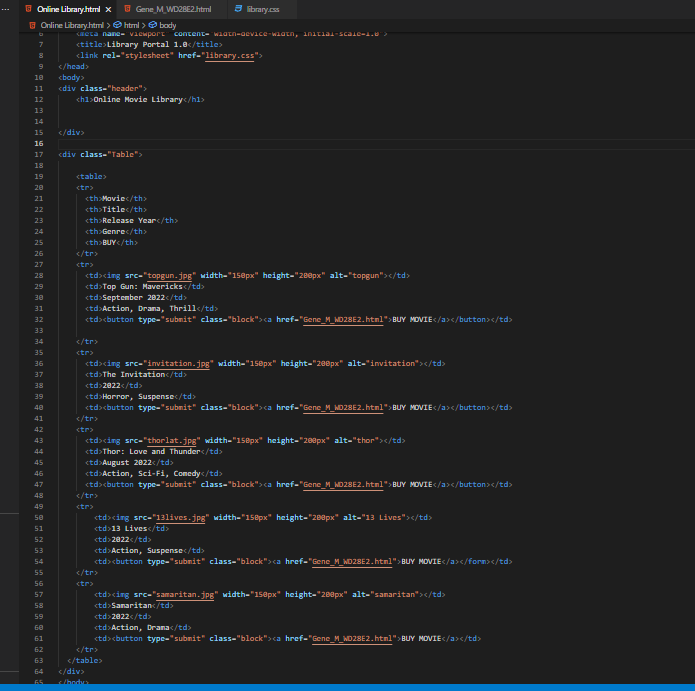 ... Online Library.html × Gene_M_WD28E2.html library.css
Online Library.html > html > body
6 <meta name="viewport" content="width=device-width, initial-scale=1.0">
7 <title>Library Portal 1.0</title>
8 <link rel="stylesheet" href="library.css">
9 </head>
10 <body>
11 <div class="header">
12 <h1>Online Movie Library</h1>
13
14
15 </div>
16
17 <div class="Table">
18
19 <table>
20 <tr>
21 <th>Movie</th>
22 <th>Title</th>
23 <th>Release Year</th>
24 <th>Genre</th>
25 <th>BUY</th>
26 </tr>
27 <tr>
28 <td><img src="topgun.jpg" width="150px" height="200px" alt="topgun"></td>
29 <td>Top Gun: Mavericks</td>
30 <td>September 2022</td>
31 <td>Action, Drama, Thrill</td>
32 <td><button type="submit" class="block"><a href="Gene_M_WD28E2.html">BUY MOVIE</a></button></td>
33
34 </tr>
35 <tr>
36 <td><img src="invitation.jpg" width="150px" height="200px" alt="invitation"></td>
37 <td>The Invitation</td>
38 <td>2022</td>
39 <td>Horror, Suspense</td>
40 <td><button type="submit" class="block"><a href="Gene_M_WD28E2.html">BUY MOVIE</a></button></td>
41 </tr>
42 <tr>
43 <td><img src="thorlat.jpg" width="150px" height="200px" alt="thor"></td>
44 <td>Thor: Love and Thunder</td>
45 <td>August 2022</td>
46 <td>Action, Sci-Fi, Comedy</td>
47 <td><button type="submit" class="block"><a href="Gene_M_WD28E2.html">BUY MOVIE</a></button></td>
48 </tr>
49 <tr>
50 <td><img src="13lives.jpg" width="150px" height="200px" alt="13 Lives"></td>
51 <td>13 Lives</td>
52 <td>2022</td>
53 <td>Action, Suspense</td>
54 <td><button type="submit" class="block"><a href="Gene_M_WD28E2.html">BUY MOVIE</a></form></td>
55 </tr>
56 <tr>
57 <td><img src="samaritan.jpg" width="150px" height="200px" alt="samaritan"></td>
58 <td>Samaritan</td>
59 <td>2022</td>
60 <td>Action, Drama</td>
61 <td><button type="submit" class="block"><a href="Gene_M_WD28E2.html">BUY MOVIE</a></td>
62 </tr>
63 </table>
64 </div>
65 </body>